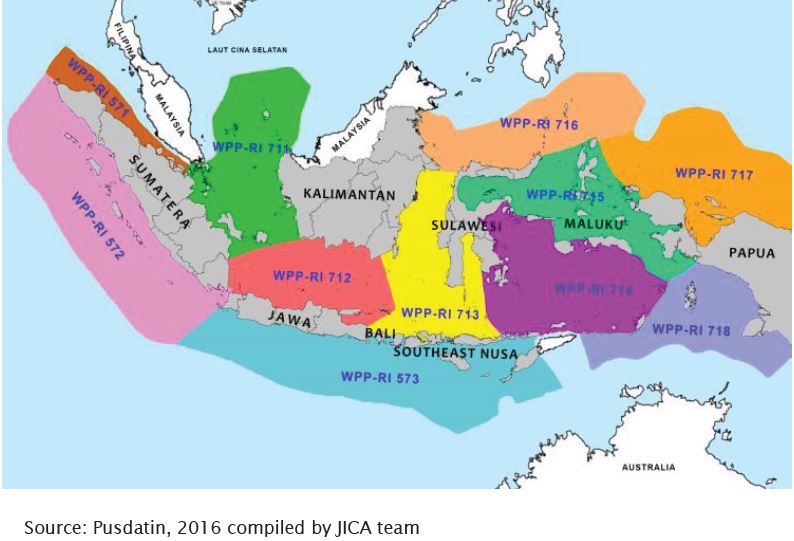 VIETNAM
FILIPINA
LAUT CINA SELATAN
WPP-RI 571
MALAYSIA
MALAYSIA
WPP-RI 716
WPP-RI 711
WPP-RI 717
SUMATERA
KALIMANTAN
WPP-RI 715
SULAWESI
MALUKU
WPP-RI 572
PAPUA
WPP-RI 712
WPP-RI 714
WPP-RI 713
JAWA
WPP-RI 718
BALI
SOUTHEAST NUSA
WPP-RI 573
AUSTRALIA
Source: Pusdatin, 2016 compiled by JICA team